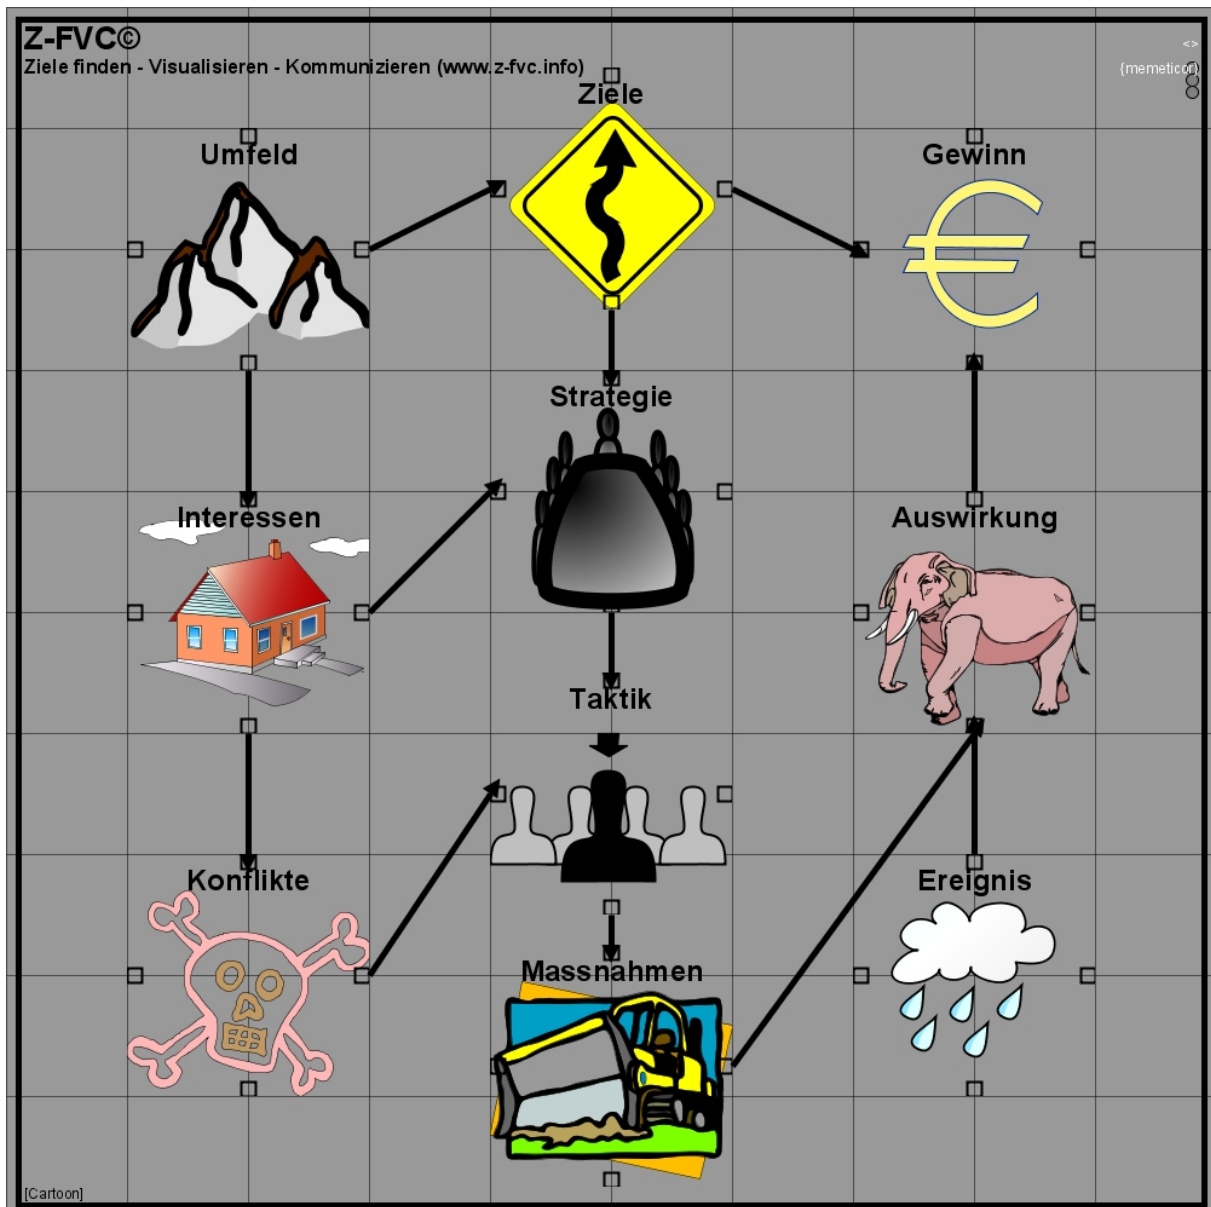 Z-FVC©
Ziele finden - Visualisieren - Kommunizieren (www.z-fvc.info)
<>
{memeticor}
Ziele
Umfeld
Gewinn
Strategie
Interessen
Auswirkung
Taktik
Konflikte
Ereignis
Massnahmen
[Cartoon]